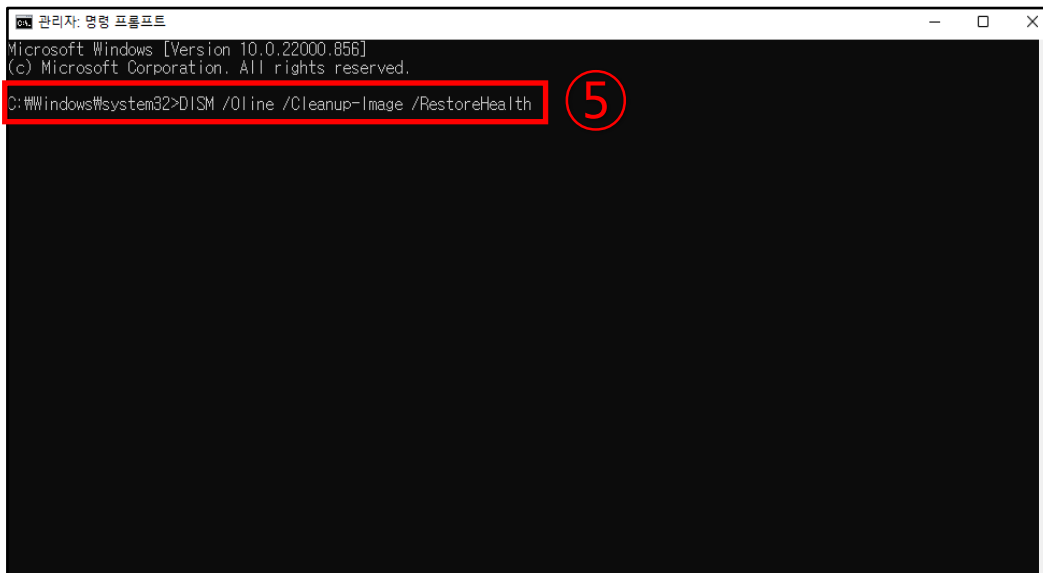 관리자: 명령 프롬프트
Microsoft Windows [Version 10.0.22000.856]
(c) Microsoft Corporation. All rights reserved.
C:₩Windows₩system32>DISM /Oline /Cleanup-Image /RestoreHealth
⑤